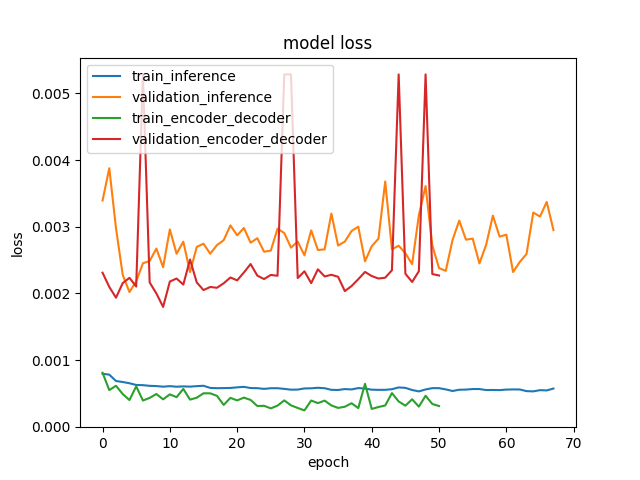 model loss
train_inference
validation_inference
train_encoder_decoder
validation_encoder_decoder
loss
0.005
0.004
0.003
0.002
0.001
0.000
0 10 20 30 40 50 60 70
epoch